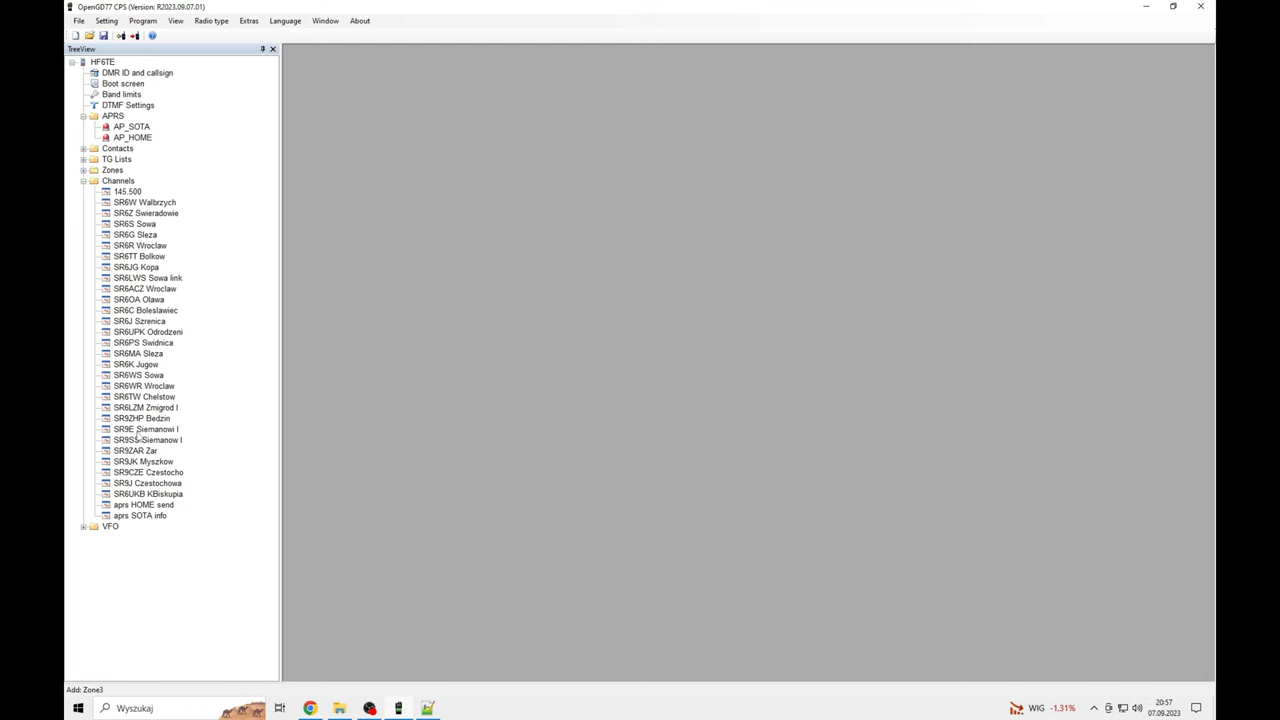 OpenGD77 CPS (Version: R2023.09.07.01)
File Setting Program View Radio type Extras Language Window About
TreeView
HF6TE
DMR ID and callsign
Boot screen
Band limits
DTMF Settings
APRS
AP_SOTA
AP_HOME
Contacts
TG Lists
Zones
Channels
145.500
SR6W Walbrzych
SR6Z Swieradowie
SR6S Sowa
SR6G Sleza
SR6R Wroclaw
SR6TT Bolkow
SR6JG Kopa
SR6LWS Sowa link
SR6ACZ Wroclaw
SR6OA Olawa
SR6C Boleslawiec
SR6J Szrenica
SR6UPK Odrodzeni
SR6PS Swidnica
SR6MA Sleza
SR6K Jugow
SR6WS Sowa
SR6WR Wroclaw
SR6TW Chelstow
SR6LZM Zmigrod l
SR9ZHP Bedzin
SR9E Siemanowi l
SR9SS Siemanow l
SR9ZAR Zar
SR9JK Myszkow
SR9CZE Czestocho
SR9J Czestochowa
SR6UKB KBiskupia
aprs HOME send
aprs SOTA info
VFO
Add: Zone3
Wyszukaj
WIG -1.31%
20:57
07.09.2023